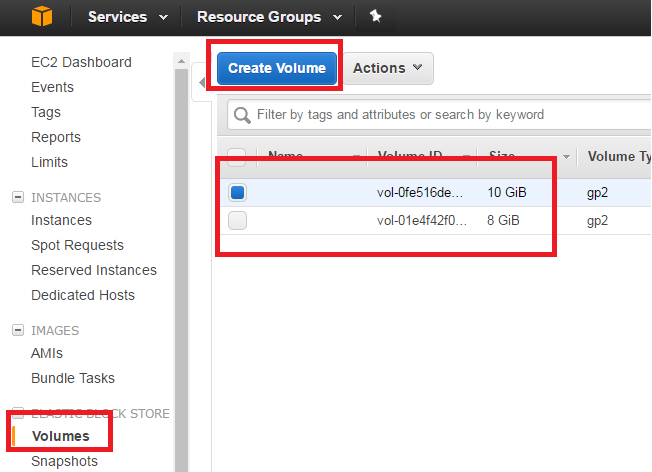 Services Resource Groups
EC2 Dashboard
Events
Tags
Reports
Limits
INSTANCES
Instances
Spot Requests
Reserved Instances
Dedicated Hosts
IMAGES
AMIs
Bundle Tasks
ELASTIC BLOCK STORE
Volumes
Snapshots
Create Volume Actions
Filter by tags and attributes or search by keyword
Name Volume ID Size Volume Ty
vol-0fe516de... 10 GiB gp2
vol-01e4f42f0... 8 GiB gp2